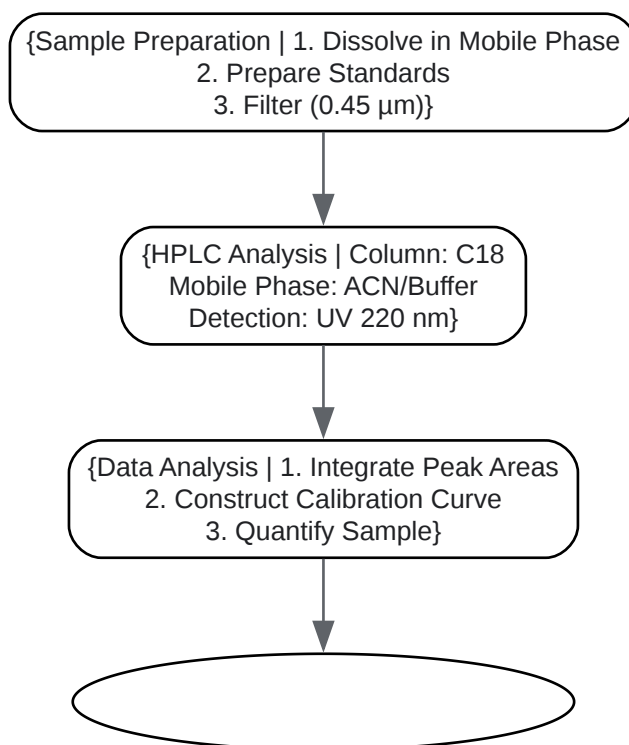 {Sample Preparation | 1. Dissolve in Mobile Phase
2. Prepare Standards
3. Filter (0.45 µm)}
{HPLC Analysis | Column: C18
Mobile Phase: ACN/Buffer
Detection: UV 220 nm}
{Data Analysis | 1. Integrate Peak Areas
2. Construct Calibration Curve
3. Quantify Sample}